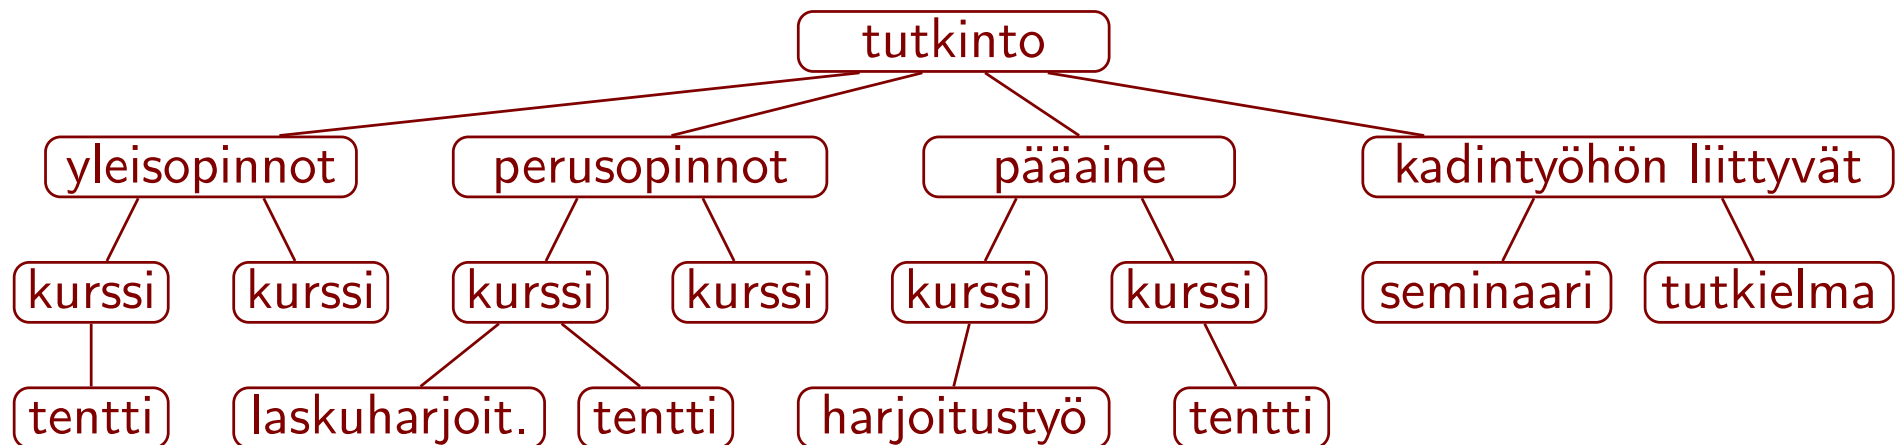 tutkinto
yleisopinnot perusopinnot pääaine kadintyöhön liittyvät
kurssi kurssi kurssi kurssi kurssi kurssi seminaari tutkielma
tentti laskuharjoit. tentti harjoitustyö tentti